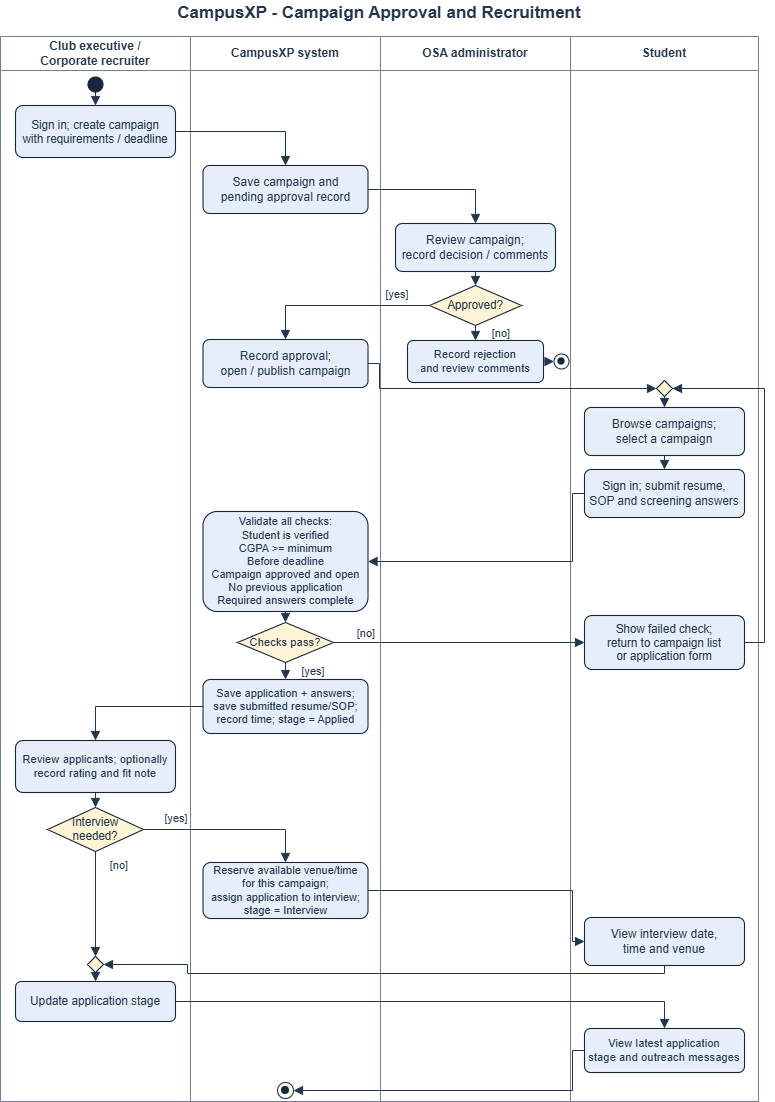 CampusXP - Campaign Approval and Recruitment
Club executive /
Corporate recruiter
CampusXP system
OSA administrator
Student
Sign in; create campaign
with requirements / deadline
Save campaign and
pending approval record
Review campaign;
record decision / comments
Approved?
[yes]
[no]
Record approval;
open / publish campaign
Record rejection
and review comments
Browse campaigns;
select a campaign
Sign in; submit resume,
SOP and screening answers
Validate all checks:
Student is verified
CGPA >= minimum
Before deadline
Campaign approved and open
No previous application
Required answers complete
Checks pass?
[no]
[yes]
Show failed check;
return to campaign list
or application form
Save application + answers;
save submitted resume/SOP;
record time; stage = Applied
Review applicants; optionally
record rating and fit note
Interview
needed?
[yes]
[no]
Reserve available venue/time
for this campaign;
assign application to interview;
stage = Interview
View interview date,
time and venue
Update application stage
View latest application
stage and outreach messages